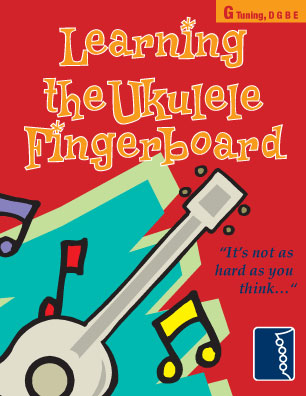 G Tuning, D G B E
Learning
the Ukulele
Fingerboard
"It's not as
hard as you
think..."